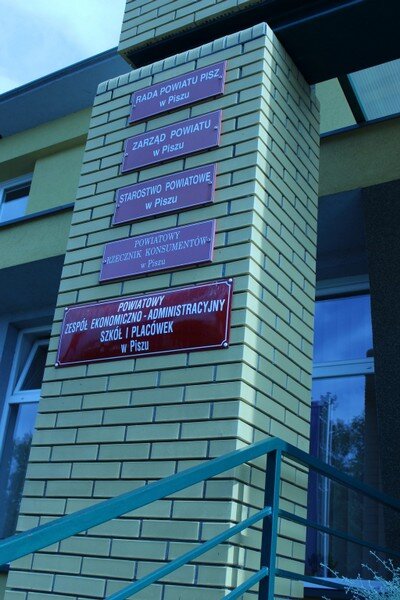 RADA POWIATU PISZ
w Piszu
ZARZĄD POWIATU
w Piszu
STAROSTWO POWIATOWE
w Piszu
POWIATOWY
RZECZNIK KONSUMENTÓW
w Piszu
POWIATOWY
ZESPÓŁ EKONOMICZNO - ADMINISTRACYJNY
SZKÓŁ I PLACÓWEK
w Piszu